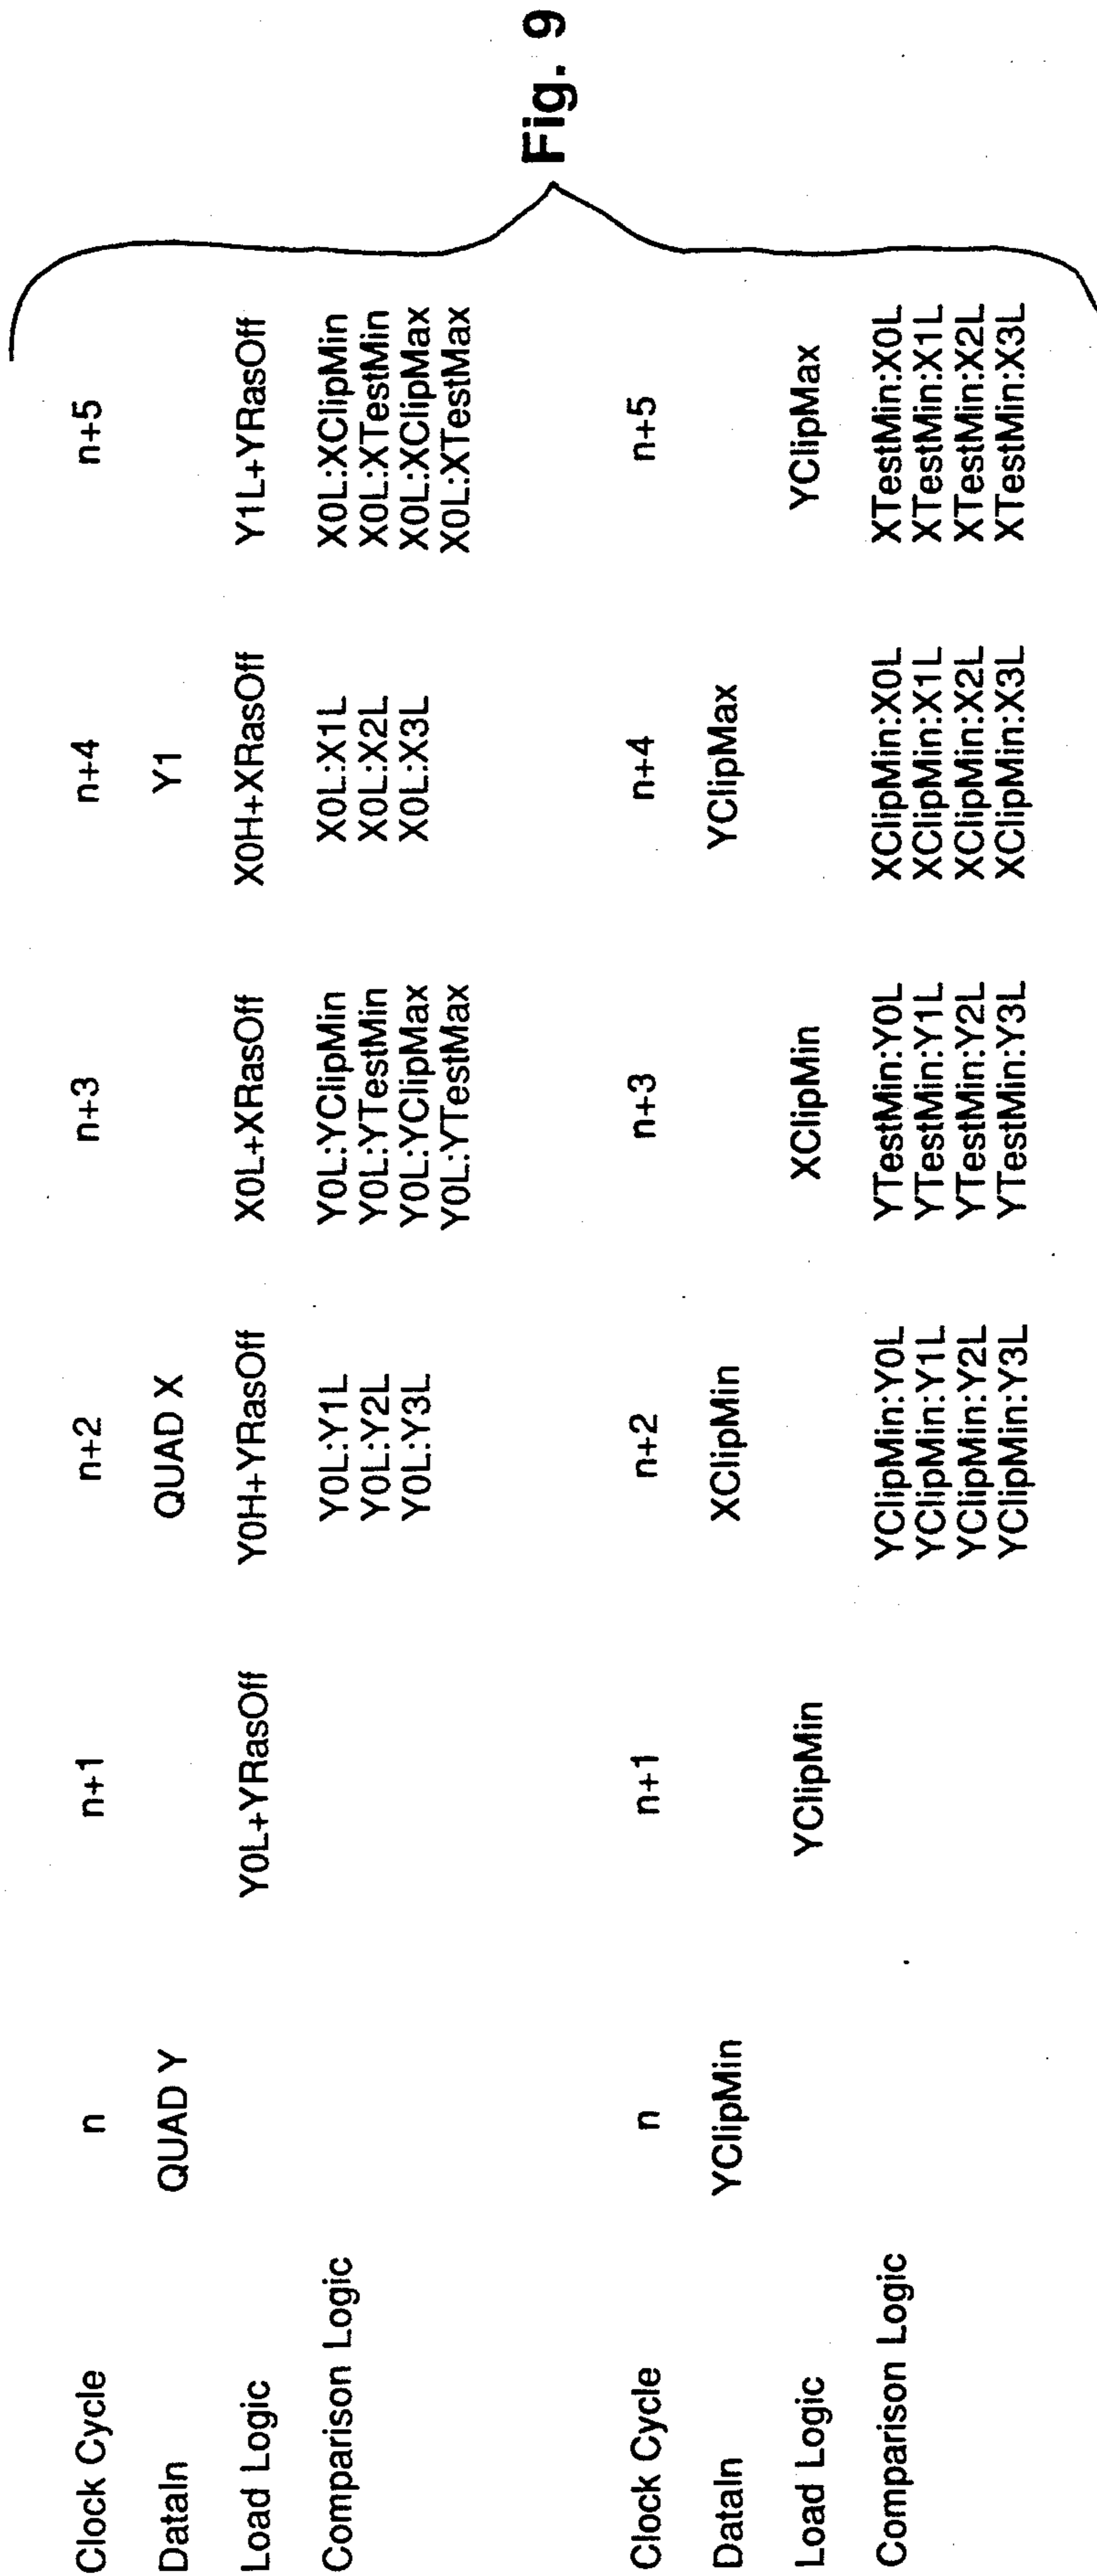 Clock Cycle n n+1 n+2 n+3 n+4 n+5
DataIn QUAD Y QUAD X Y1
Load Logic Y0L+YRasOff Y0H+YRasOff X0L+XRasOff X0H+XRasOff Y1L+YRasOff
Comparison Logic Y0L:Y1L Y0L:YClipMin X0L:X1L X0L:XClipMin
Y0L:Y2L Y0L:YTestMin X0L:X2L X0L:XTestMin
Y0L:Y3L Y0L:YClipMax X0L:X3L X0L:XClipMax
Y0L:YTestMax X0L:XTestMax
Clock Cycle n n+1 n+2 n+3 n+4 n+5
DataIn YClipMin XClipMin YClipMax
Load Logic YClipMin XClipMin YClipMax
Comparison Logic YClipMin:Y0L YTestMin:Y0L XClipMin:X0L XTestMin:X0L
YClipMin:Y1L YTestMin:Y1L XClipMin:X1L XTestMin:X1L
YClipMin:Y2L YTestMin:Y2L XClipMin:X2L XTestMin:X2L
YClipMin:Y3L YTestMin:Y3L XClipMin:X3L XTestMin:X3L
Fig. 9